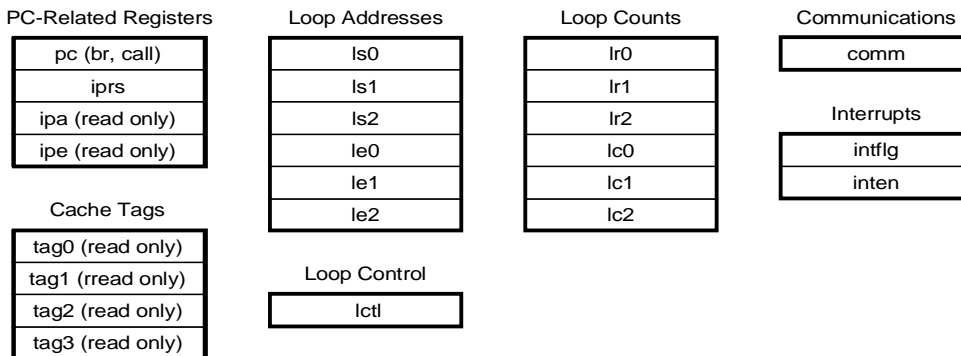 PC-Related Registers
pc (br, call)
iprs
ipa (read only)
ipe (read only)
Cache Tags
tag0 (read only)
tag1 (rread only)
tag2 (read only)
tag3 (read only)
Loop Addresses
ls0
ls1
ls2
le0
le1
le2
Loop Control
lctl
Loop Counts
lr0
lr1
lr2
lc0
lc1
lc2
Communications
comm
Interrupts
intflg
inten